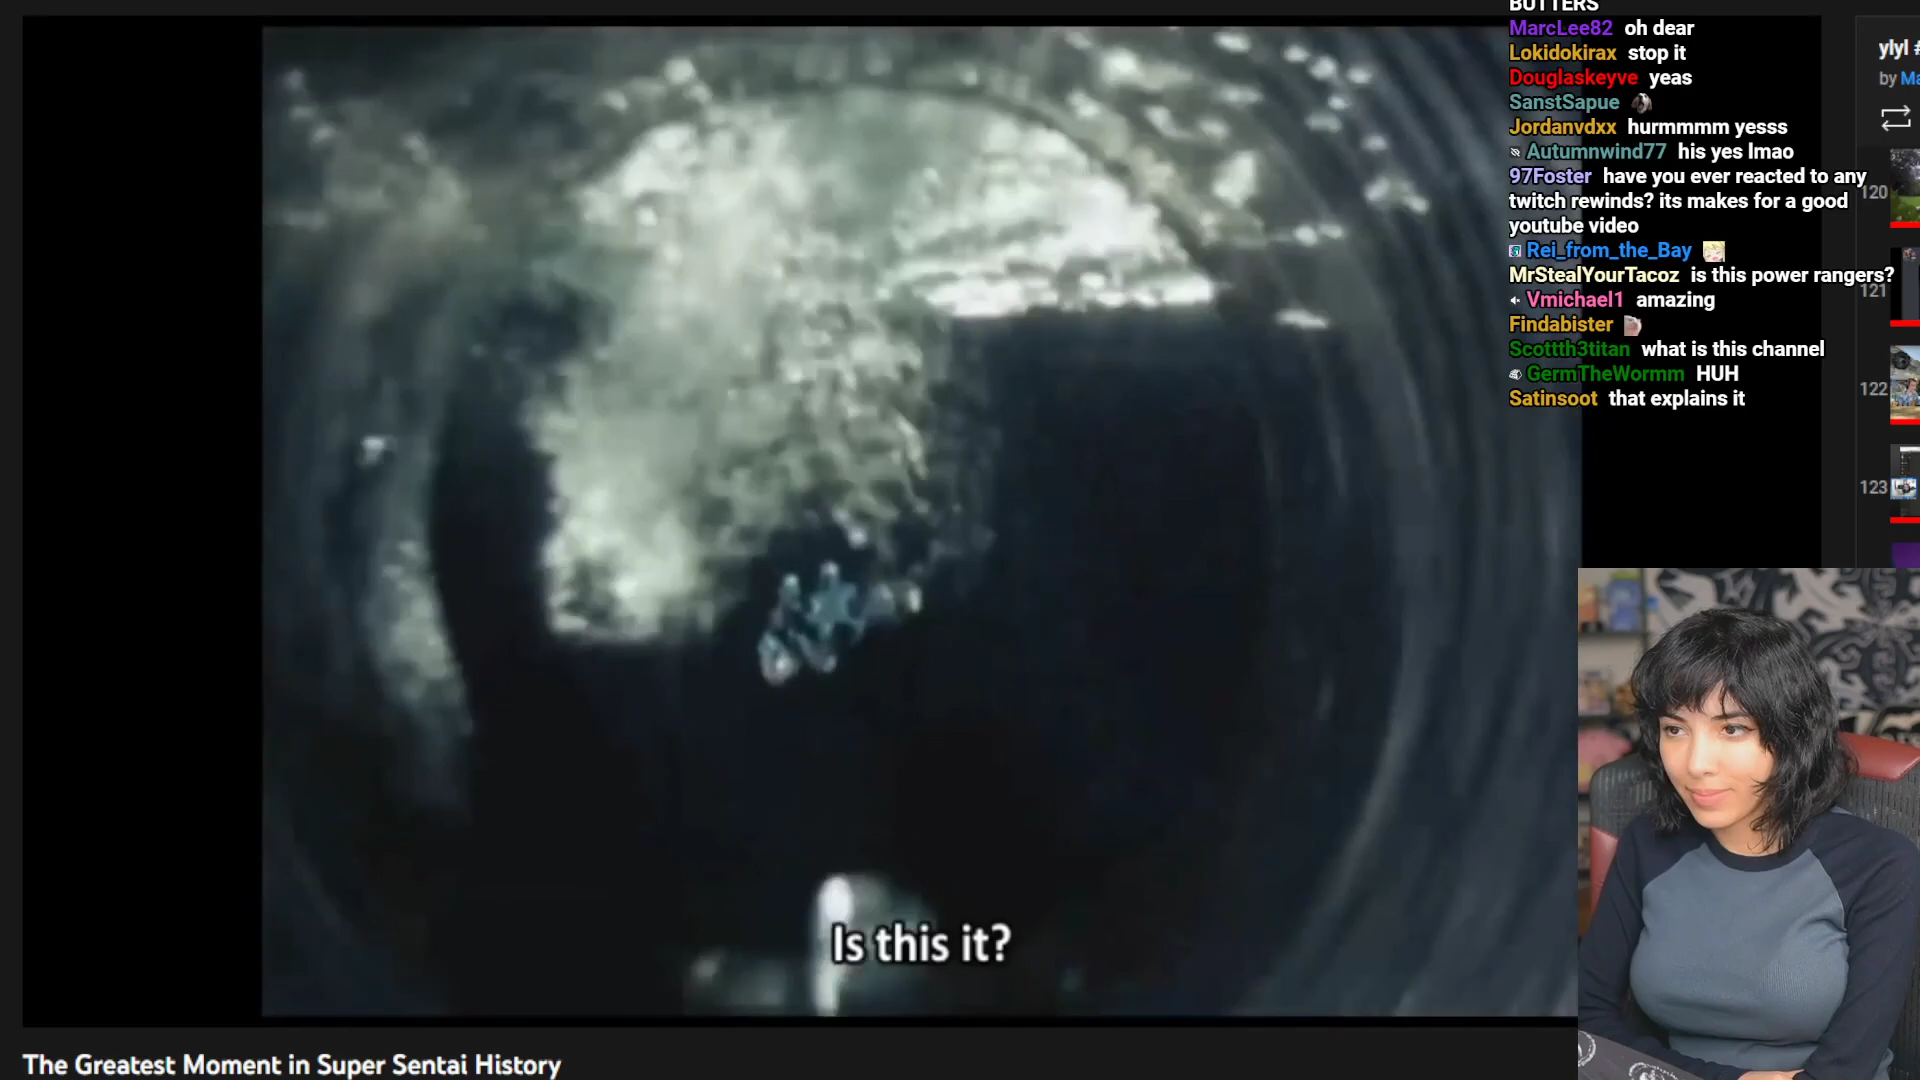 BUTTERS
MarcLee82 oh dear
Lokidokirax stop it
Douglaskeyve yeas
SanstSapue
Jordanvdxx hurmmmm yesss
Autumnwind77 his yes lmao
97Foster have you ever reacted to any
twitch rewinds? its makes for a good
youtube video
Rei_from_the_Bay
MrStealYourTacoz is this power rangers?
Vmichael1 amazing
Findabister
Scottth3titan what is this channel
GermTheWormm HUH
Satinsoot that explains it
ylyl #
by Ma
120
121
122
123
Is this it?
The Greatest Moment in Super Sentai History